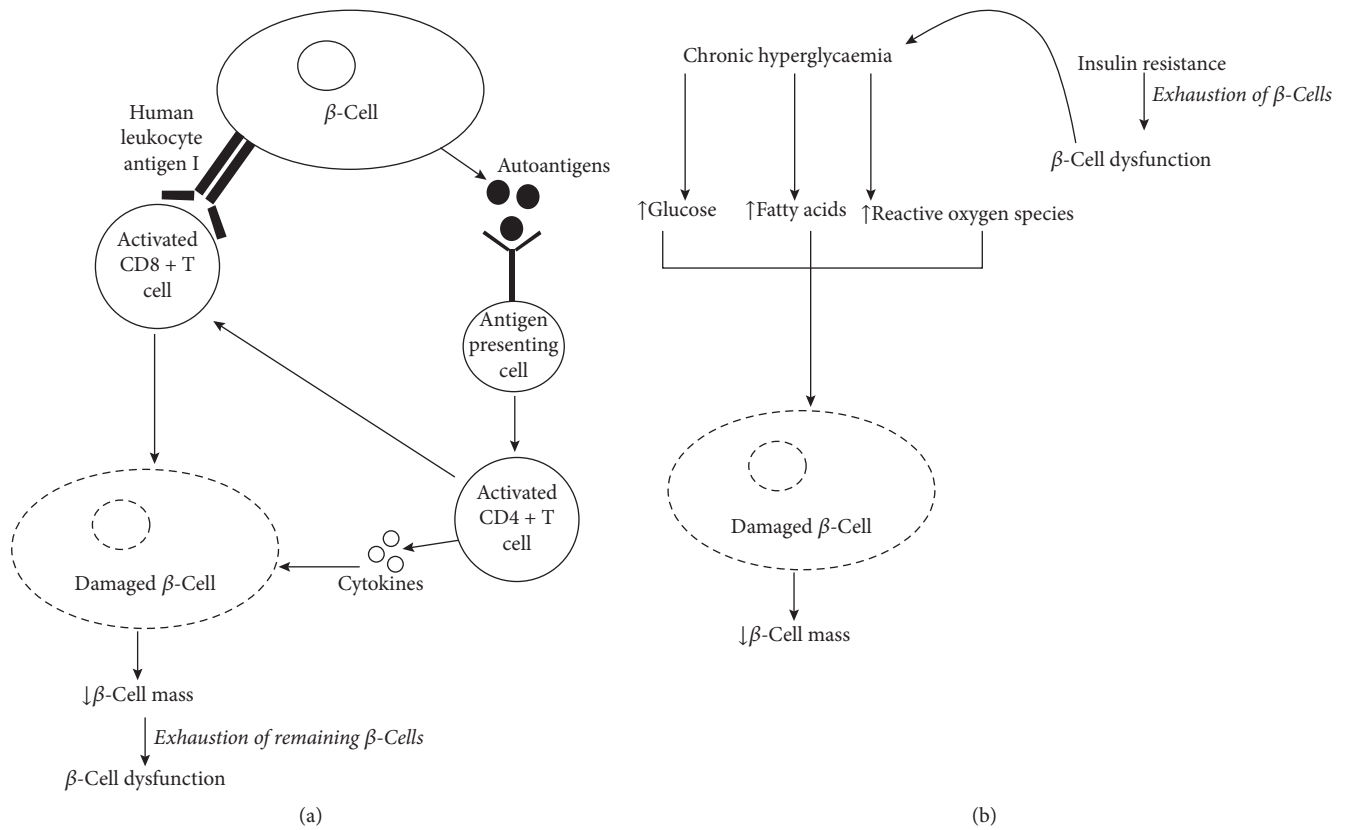 β-Cell
Human
leukocyte
antigen I
Autoantigens
Activated
CD8 + T
cell
Antigen
presenting
cell
Activated
CD4 + T
cell
Cytokines
Damaged β-Cell
↓β-Cell mass
Exhaustion of remaining β-Cells
β-Cell dysfunction
(a)
Chronic hyperglycaemia
Insulin resistance
Exhaustion of β-Cells
β-Cell dysfunction
↑Glucose
↑Fatty acids
↑Reactive oxygen species
Damaged β-Cell
↓β-Cell mass
(b)